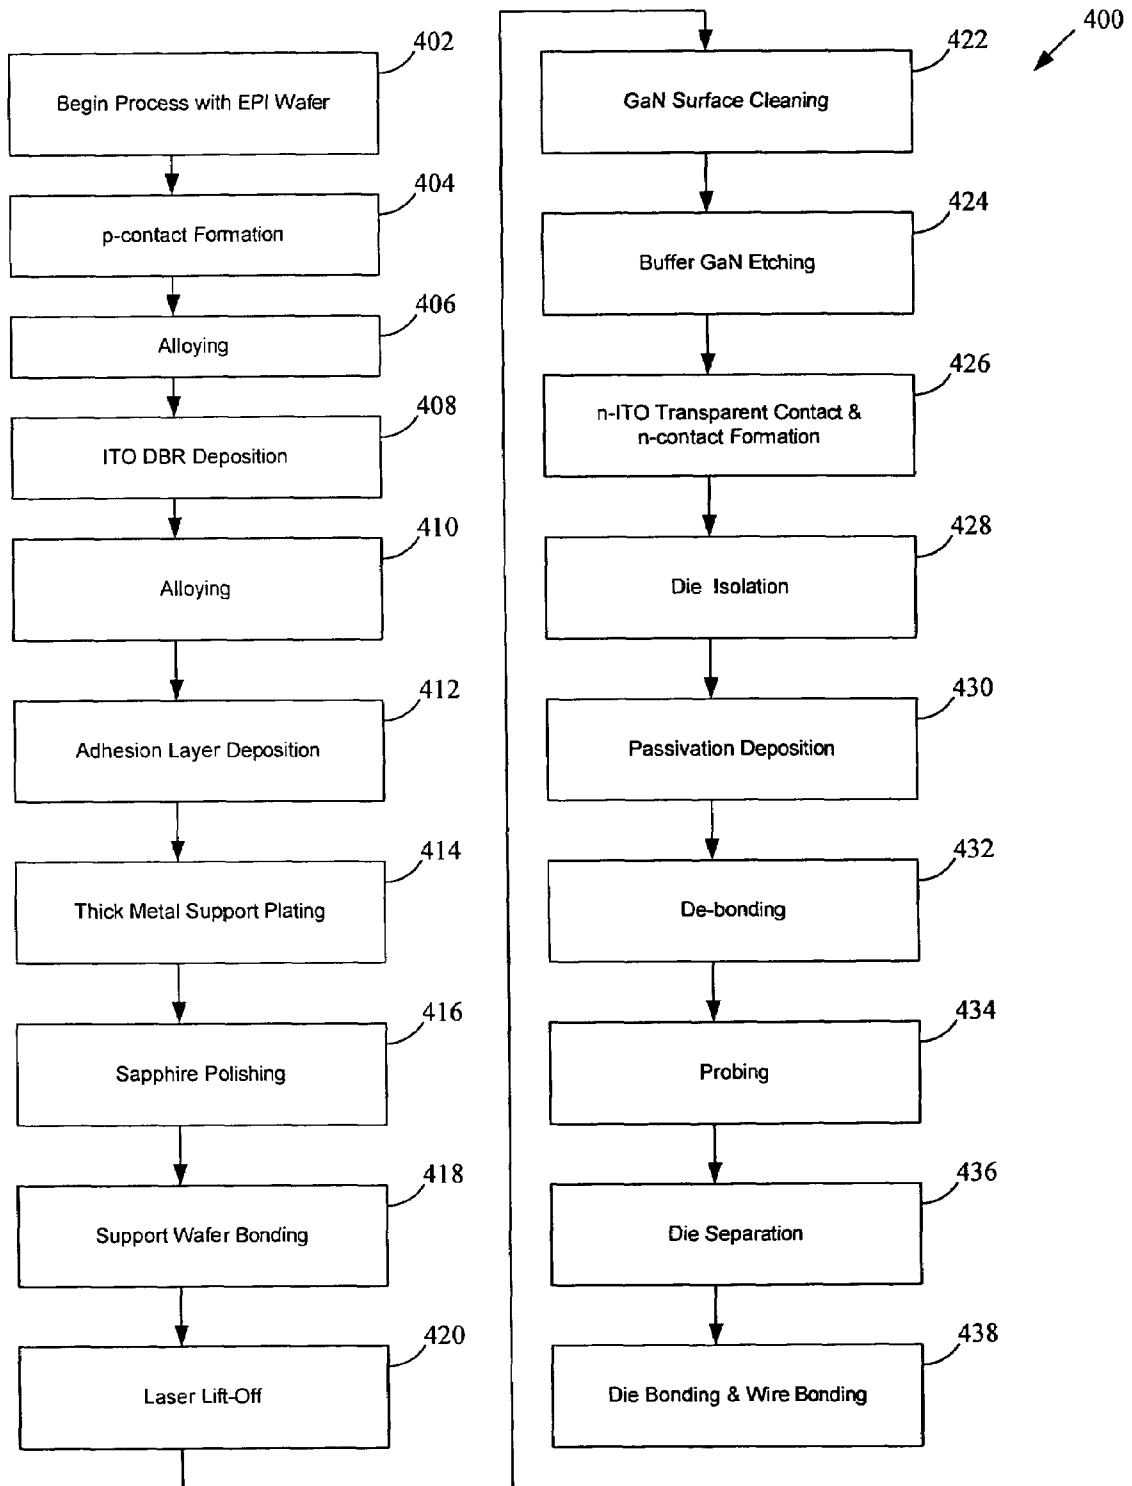 400
402
Begin Process with EPI Wafer
404
p-contact Formation
406
Alloying
408
ITO DBR Deposition
410
Alloying
412
Adhesion Layer Deposition
414
Thick Metal Support Plating
416
Sapphire Polishing
418
Support Wafer Bonding
420
Laser Lift-Off
422
GaN Surface Cleaning
424
Buffer GaN Etching
426
n-ITO Transparent Contact &
n-contact Formation
428
Die Isolation
430
Passivation Deposition
432
De-bonding
434
Probing
436
Die Separation
438
Die Bonding & Wire Bonding